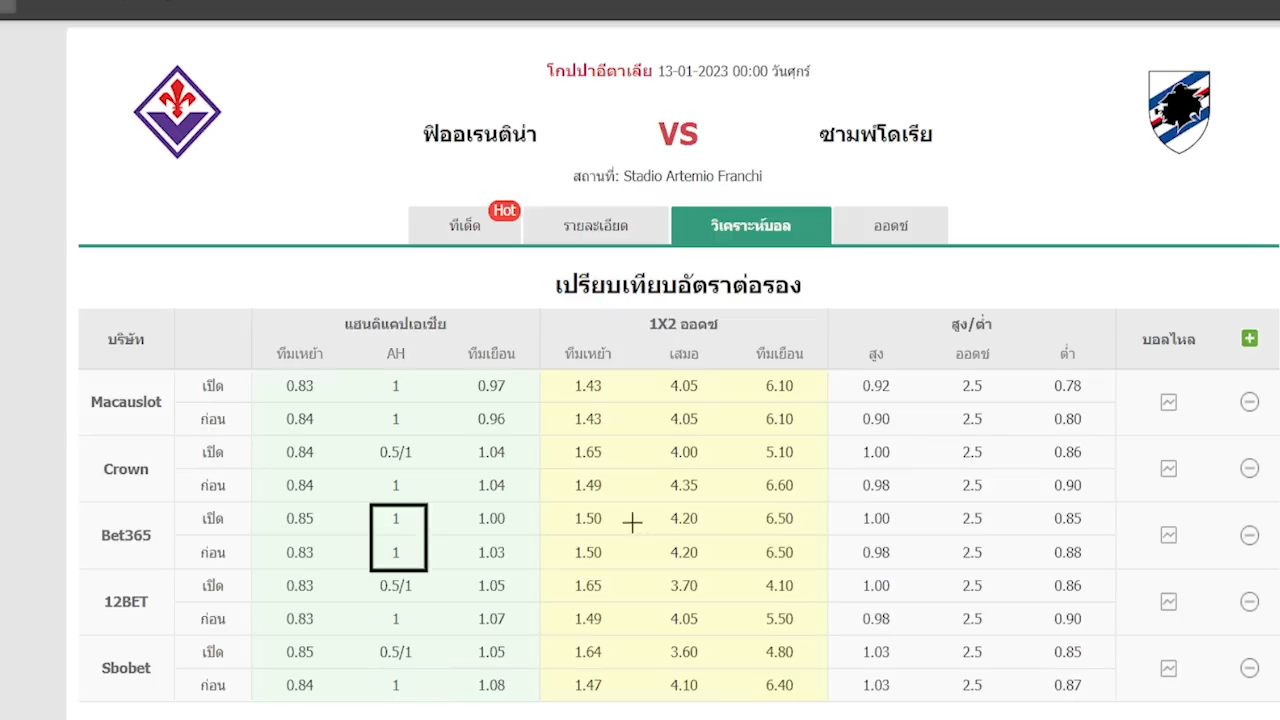 โกปปาอิตาเลีย 13-01-2023 00:00 วันศุกร์
ฟิออเรนติน่า VS ซามพ์โดเรีย
สถานที่: Stadio Artemio Franchi
Hot
ทีเด็ด รายละเอียด วิเคราะห์บอล ออดซ์
เปรียบเทียบอัตราต่อรอง
บริษัท แฮนดิแคปเอเชีย 1X2 ออดซ์ สูง/ต่ำ บอลไหล
ทีมเหย้า AH ทีมเยือน ทีมเหย้า เสมอ ทีมเยือน สูง ออดซ์ ต่ำ
Macauslot
เปิด 0.83 1 0.97 1.43 4.05 6.10 0.92 2.5 0.78
ก่อน 0.84 1 0.96 1.43 4.05 6.10 0.90 2.5 0.80
Crown
เปิด 0.84 0.5/1 1.04 1.65 4.00 5.10 1.00 2.5 0.86
ก่อน 0.84 1 1.04 1.49 4.35 6.60 0.98 2.5 0.90
Bet365
เปิด 0.85 1 1.00 1.50 4.20 6.50 1.00 2.5 0.85
ก่อน 0.83 1 1.03 1.50 4.20 6.50 0.98 2.5 0.88
12BET
เปิด 0.83 0.5/1 1.05 1.65 3.70 4.10 1.00 2.5 0.86
ก่อน 0.83 1 1.07 1.49 4.05 5.50 0.98 2.5 0.90
Sbobet
เปิด 0.85 0.5/1 1.05 1.64 3.60 4.80 1.03 2.5 0.85
ก่อน 0.84 1 1.08 1.47 4.10 6.40 1.03 2.5 0.87